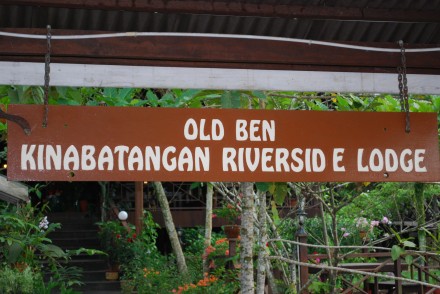 OLD BEN
KINABATANGAN RIVERSID E LODGE